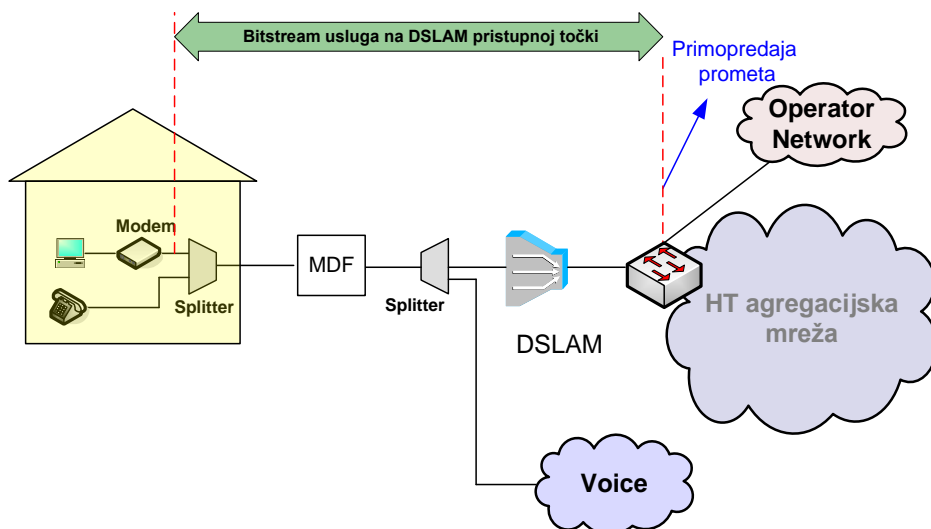 Bitstream usluga na DSLAM pristupnoj točki
Primopredaja
prometa
Operator
Network
Modem
Splitter
MDF
Splitter
DSLAM
HT agregacijska
mreža
Voice